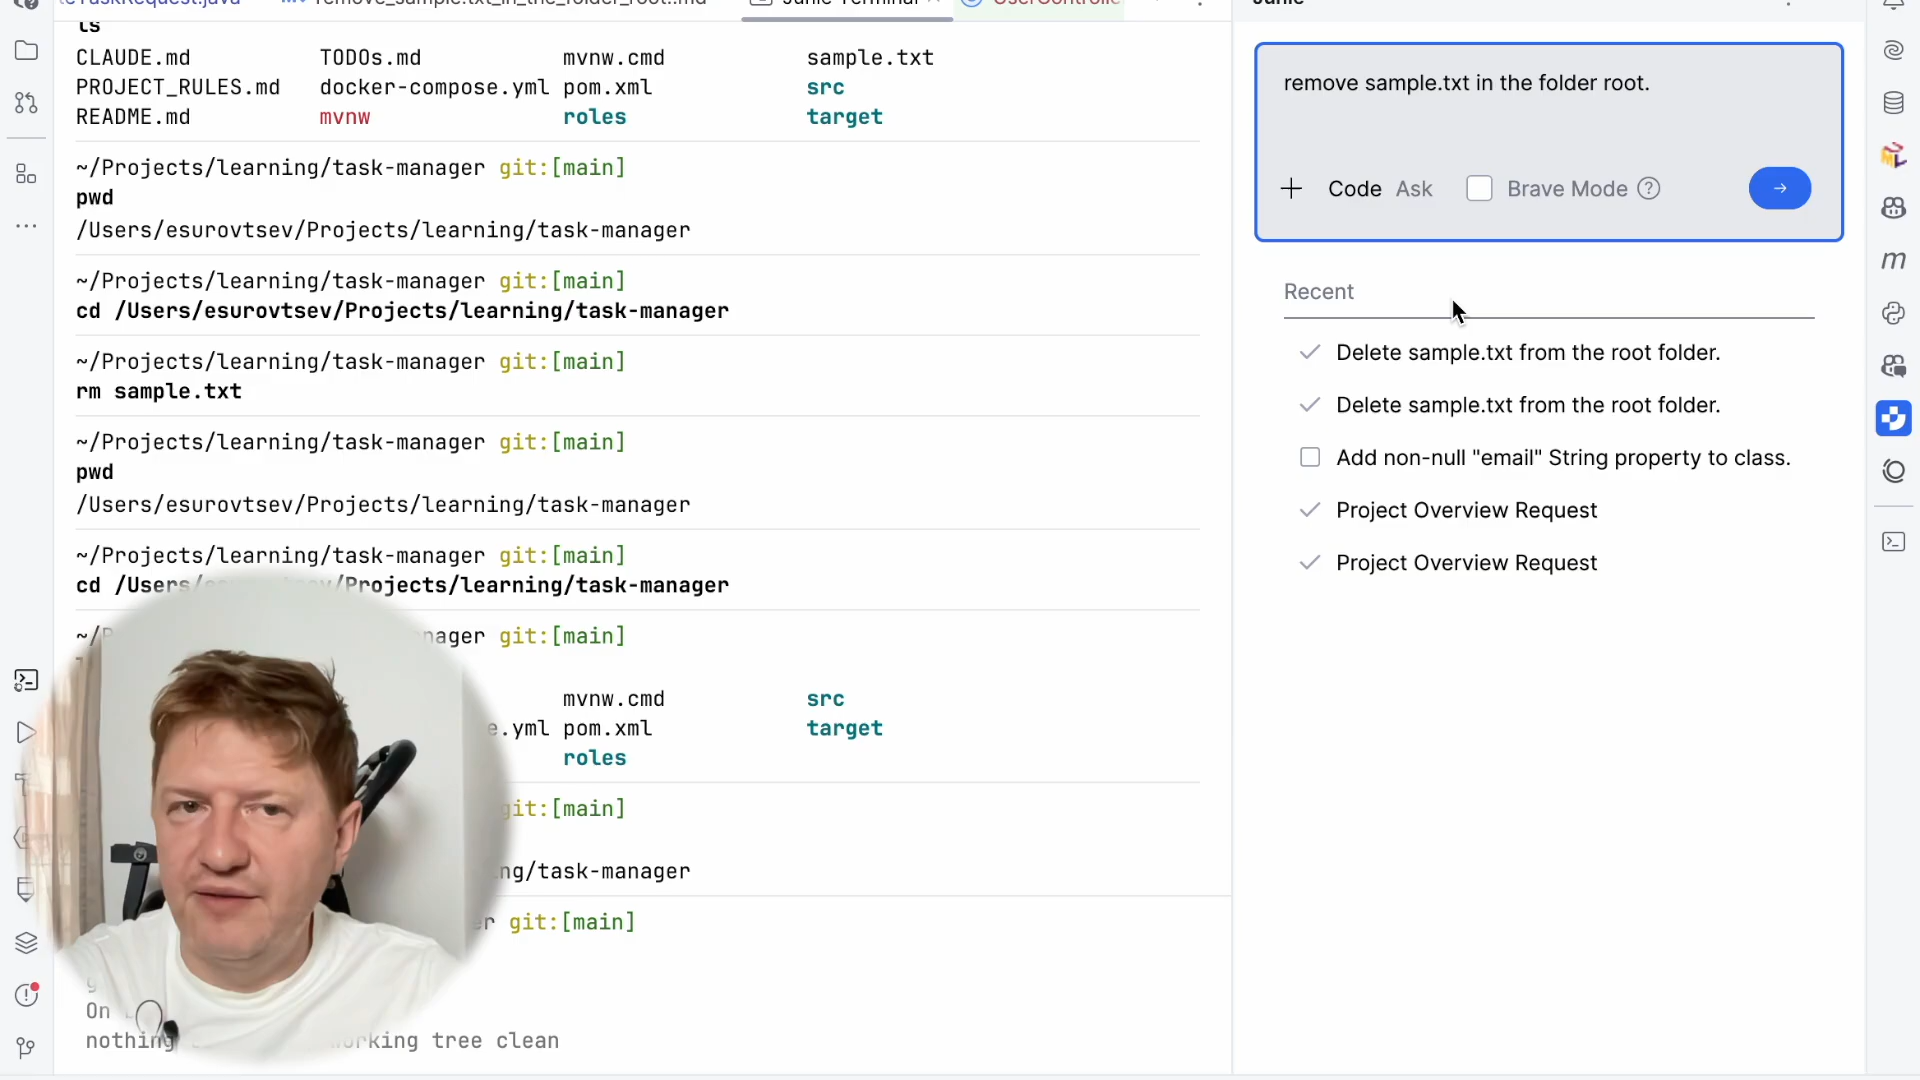 ls
CLAUDE.md TODOs.md mvnw.cmd sample.txt
PROJECT_RULES.md docker-compose.yml pom.xml src
README.md mvnw roles target
~/Projects/learning/task-manager git:[main]
pwd
/Users/esurovtsev/Projects/learning/task-manager
~/Projects/learning/task-manager git:[main]
cd /Users/esurovtsev/Projects/learning/task-manager
~/Projects/learning/task-manager git:[main]
rm sample.txt
~/Projects/learning/task-manager git:[main]
pwd
/Users/esurovtsev/Projects/learning/task-manager
~/Projects/learning/task-manager git:[main]
cd /Users/esurovtsev/Projects/learning/task-manager
git:[main]
mvnw.cmd src
.yml pom.xml target
roles
git:[main]
/task-manager
git:[main]
On
nothing working tree clean
remove sample.txt in the folder root.
Code Ask Brave Mode
Recent
Delete sample.txt from the root folder.
Delete sample.txt from the root folder.
Add non-null "email" String property to class.
Project Overview Request
Project Overview Request